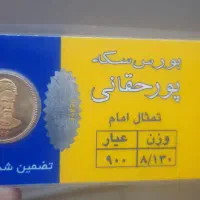 بورس سکه
پورحقانی
تمثال امام
وزن عیار
۸/۱۳۰ ۹۰۰
تضمین